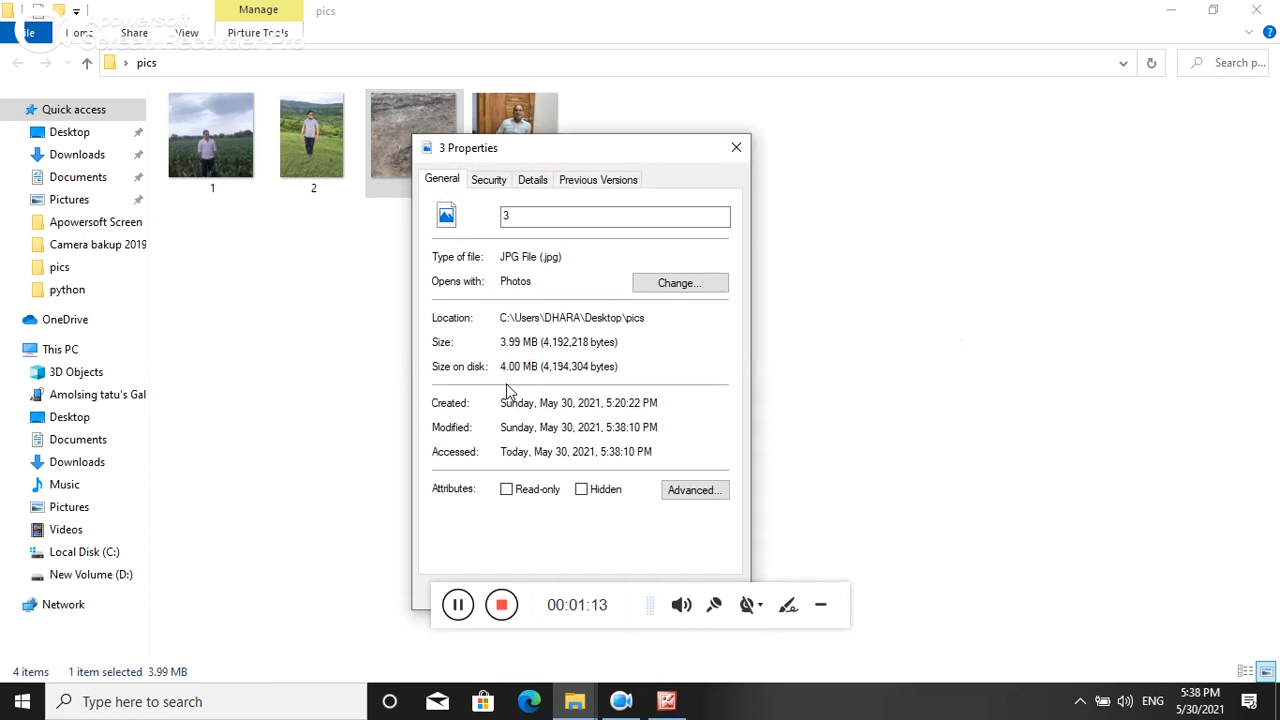 Manage
pics
File
Home
Share
View
Picture Tools
Apowersoft
Screen Recorder Pro
pics
Search p...
Quick access
Desktop
Downloads
Documents
Pictures
Apowersoft Screen
Camera bakup 2019
pics
python
OneDrive
This PC
3D Objects
Amolsing tatu's Gal
Desktop
Documents
Downloads
Music
Pictures
Videos
Local Disk (C:)
New Volume (D:)
Network
1
2
3 Properties
General
Security
Details
Previous Versions
3
Type of file: JPG File (.jpg)
Opens with: Photos
Change...
Location: C:\Users\DHARA\Desktop\pics
Size: 3.99 MB (4,192,218 bytes)
Size on disk: 4.00 MB (4,194,304 bytes)
Created: Sunday, May 30, 2021, 5:20:22 PM
Modified: Sunday, May 30, 2021, 5:38:10 PM
Accessed: Today, May 30, 2021, 5:38:10 PM
Attributes: Read-only Hidden Advanced...
00:01:13
4 items 1 item selected 3.99 MB
Type here to search
ENG
5:38 PM
5/30/2021